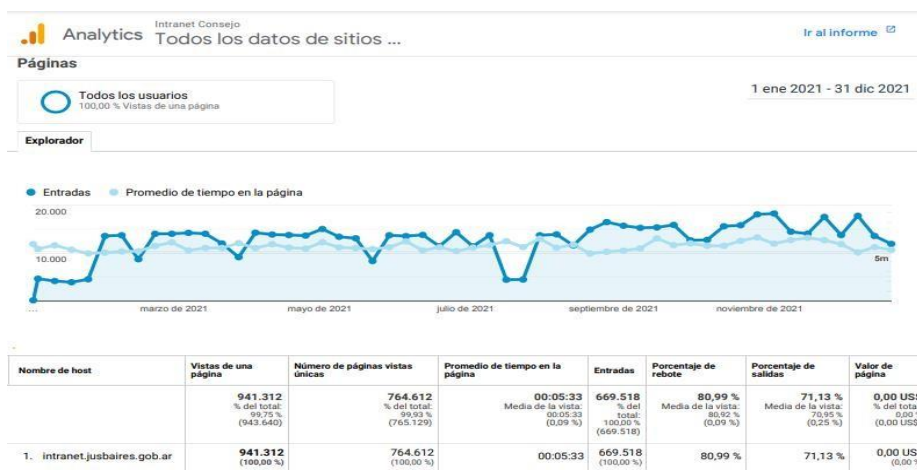 Analytics
Intranet Consejo
Todos los datos de sitios ...
Ir al informe
Páginas
Todos los usuarios
100,00 % Vistas de una página
1 ene 2021 - 31 dic 2021
Explorador
Entradas
Promedio de tiempo en la página
20.000
10.000
5m
...
marzo de 2021
mayo de 2021
julio de 2021
septiembre de 2021
noviembre de 2021
Nombre de host
Vistas de una
página
Número de páginas vistas
únicas
Promedio de tiempo en la
página
Entradas
Porcentaje de
rebote
Porcentaje de
salidas
Valor de
página
941.312
% del total:
99,75 %
(943.640)
764.612
% del total:
99,93 %
(765.129)
00:05:33
Media de la vista:
00:05:33
(0,09 %)
669.518
% del
total:
100,00 %
(669.518)
80,99 %
Media de la vista:
80,92 %
(0,09 %)
71,13 %
Media de la vista:
70,95 %
(0,25 %)
0,00 US$
% del total
0,00
(0,00 US$
1. intranet.jusbaires.gob.ar
941.312
(100,00 %)
764.612
(100,00 %)
00:05:33
669.518
(100,00 %)
80,99 %
71,13 %
0,00 US$
(0,00 %)